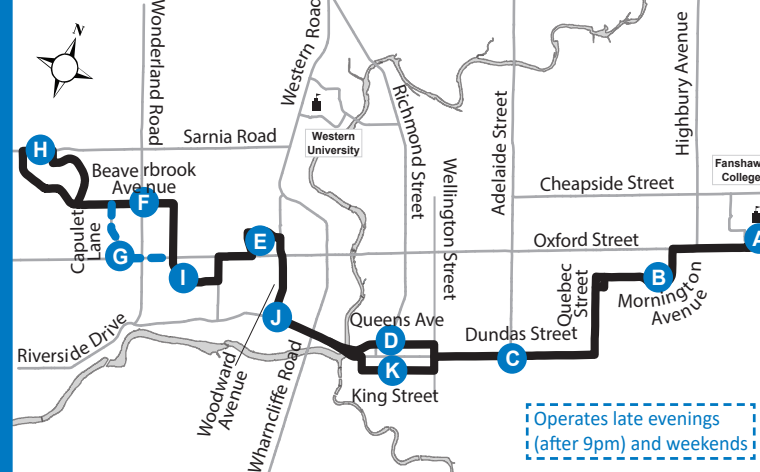 N
Wonderland Road
Western Road
Highbury Avenue
Richmond Street
Adelaide Street
Sarnia Road
H
Western
University
Fanshaw
College
Beaverbrook
Avenue
Wellington Street
Cheapside Street
F
Capulet
Lane
E
Oxford Street
A
G
I
Quebec
Street
B
Mornington
Avenue
J
Queens Ave
Riverside Drive
D
Dundas Street
C
K
Woodward
Avenue
Wharncliffe Road
King Street
Operates late evenings
(after 9pm) and weekends